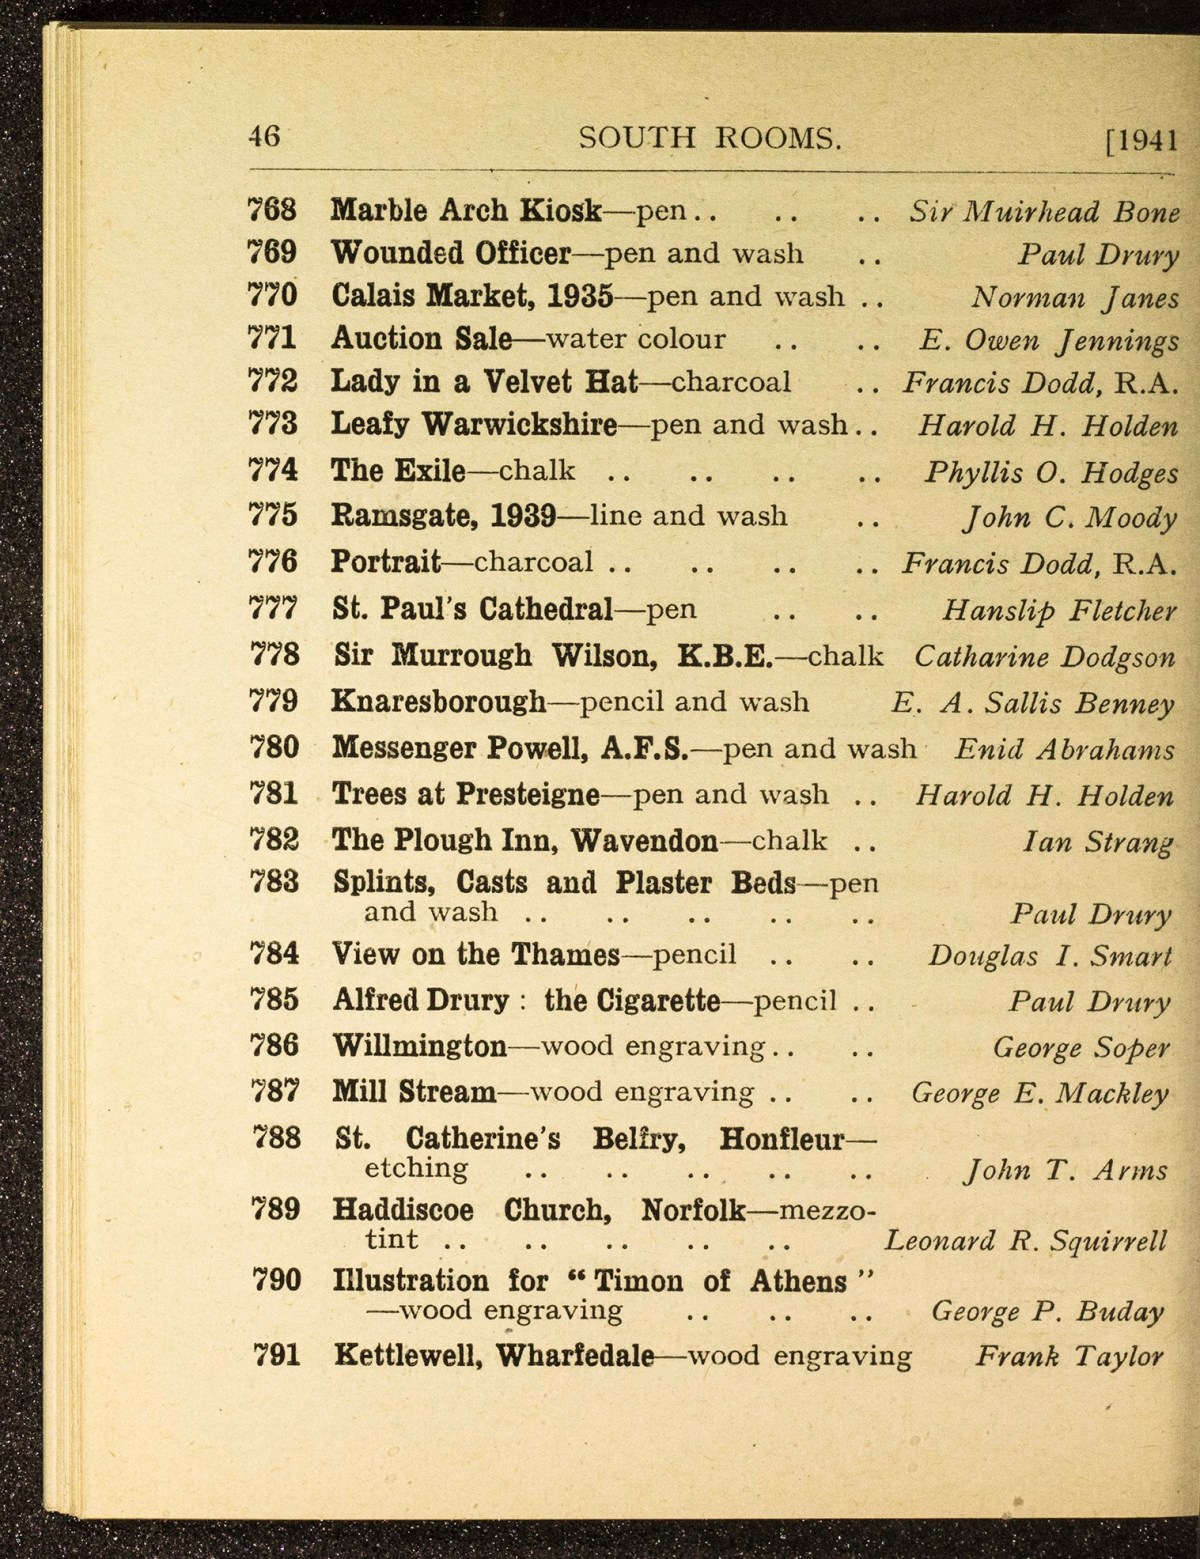 46 SOUTH ROOMS. [1941
768 Marble Arch Kiosk—pen .. .. .. Sir Muirhead Bone
769 Wounded Officer—pen and wash .. Paul Drury
770 Calais Market, 1935—pen and wash .. Norman Janes
771 Auction Sale—water colour .. .. E. Owen Jennings
772 Lady in a Velvet Hat—charcoal .. Francis Dodd, R.A.
773 Leafy Warwickshire—pen and wash .. Harold H. Holden
774 The Exile—chalk .. .. .. .. Phyllis O. Hodges
775 Ramsgate, 1939—line and wash .. John C. Moody
776 Portrait—charcoal .. .. .. .. Francis Dodd, R.A.
777 St. Paul's Cathedral—pen .. .. Hanslip Fletcher
778 Sir Murrough Wilson, K.B.E.—chalk Catharine Dodgson
779 Knaresborough—pencil and wash E. A. Sallis Benney
780 Messenger Powell, A.F.S.—pen and wash Enid Abrahams
781 Trees at Presteigne—pen and wash .. Harold H. Holden
782 The Plough Inn, Wavendon—chalk .. Ian Strang
783 Splints, Casts and Plaster Beds—pen
and wash .. .. .. .. .. Paul Drury
784 View on the Thames—pencil .. .. Douglas I. Smart
785 Alfred Drury : the Cigarette—pencil .. Paul Drury
786 Willmington—wood engraving .. .. George Soper
787 Mill Stream—wood engraving .. .. George E. Mackley
788 St. Catherine's Belfry, Honfleur—
etching .. .. .. .. .. John T. Arms
789 Haddiscoe Church, Norfolk—mezzo-
tint .. .. .. .. .. Leonard R. Squirrell
790 Illustration for “ Timon of Athens ”
—wood engraving .. .. .. George P. Buday
791 Kettlewell, Wharfedale—wood engraving Frank Taylor